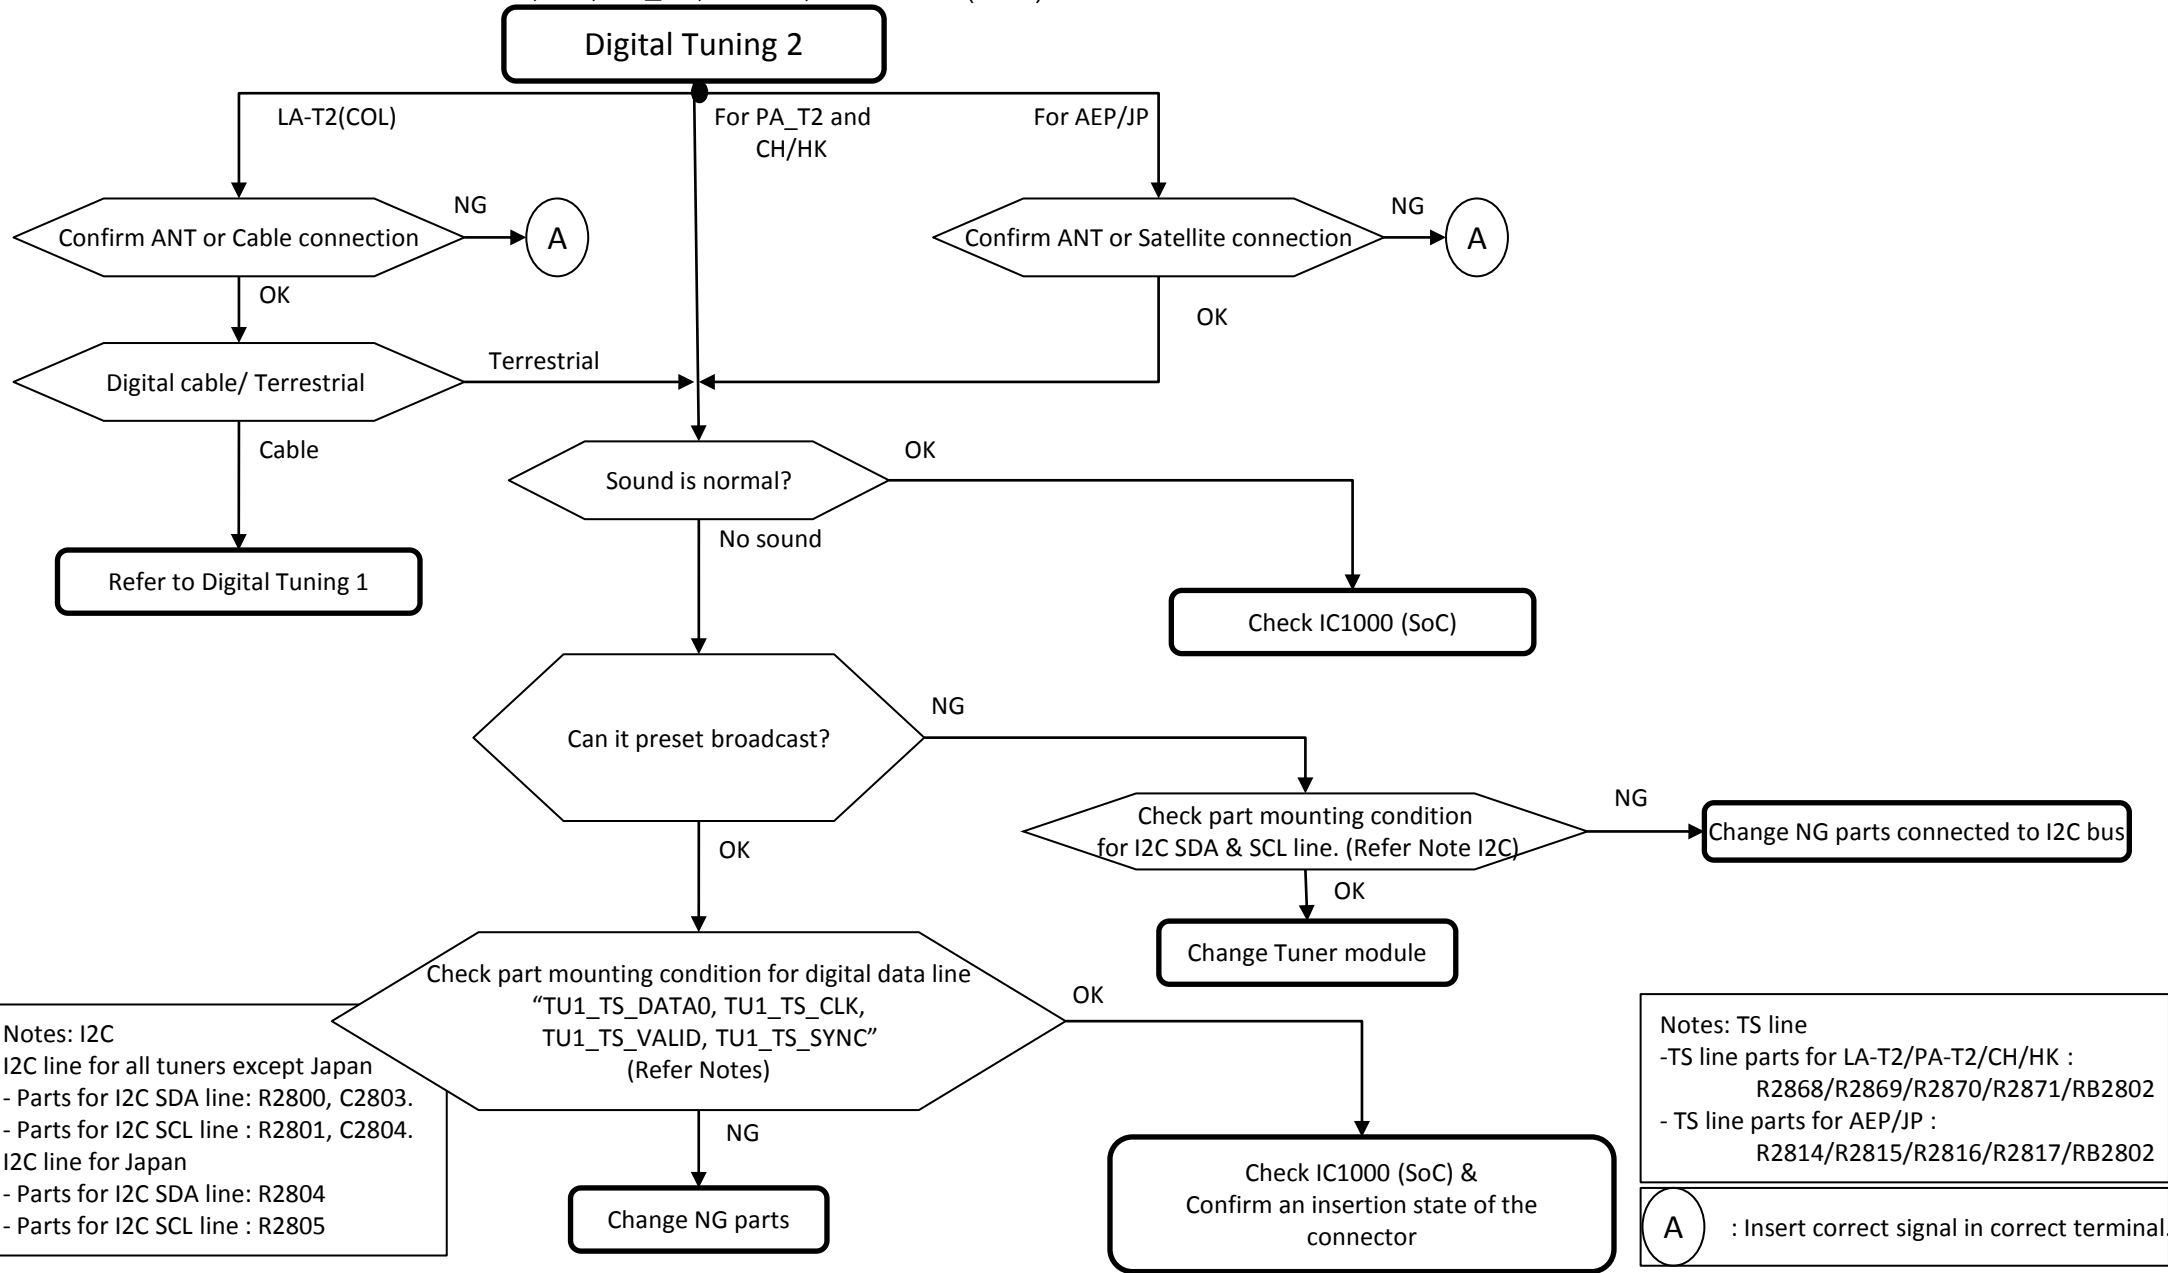 Digital Tuning 2
LA-T2(COL)
For PA_T2 and
CH/HK
For AEP/JP
Confirm ANT or Cable connection
NG
A
Confirm ANT or Satellite connection
NG
A
OK
OK
Digital cable/ Terrestrial
Terrestrial
Cable
Sound is normal?
OK
No sound
Refer to Digital Tuning 1
Check IC1000 (SoC)
Can it preset broadcast?
NG
OK
Check part mounting condition
for I2C SDA & SCL line. (Refer Note I2C)
NG
Change NG parts connected to I2C bus
OK
Change Tuner module
Check part mounting condition for digital data line
“TU1_TS_DATA0, TU1_TS_CLK,
TU1_TS_VALID, TU1_TS_SYNC”
(Refer Notes)
OK
NG
Change NG parts
Check IC1000 (SoC) &
Confirm an insertion state of the
connector
Notes: I2C
I2C line for all tuners except Japan
- Parts for I2C SDA line: R2800, C2803.
- Parts for I2C SCL line : R2801, C2804.
I2C line for Japan
- Parts for I2C SDA line: R2804
- Parts for I2C SCL line : R2805
Notes: TS line
-TS line parts for LA-T2/PA-T2/CH/HK :
R2868/R2869/R2870/R2871/RB2802
- TS line parts for AEP/JP :
R2814/R2815/R2816/R2817/RB2802
A : Insert correct signal in correct terminal.